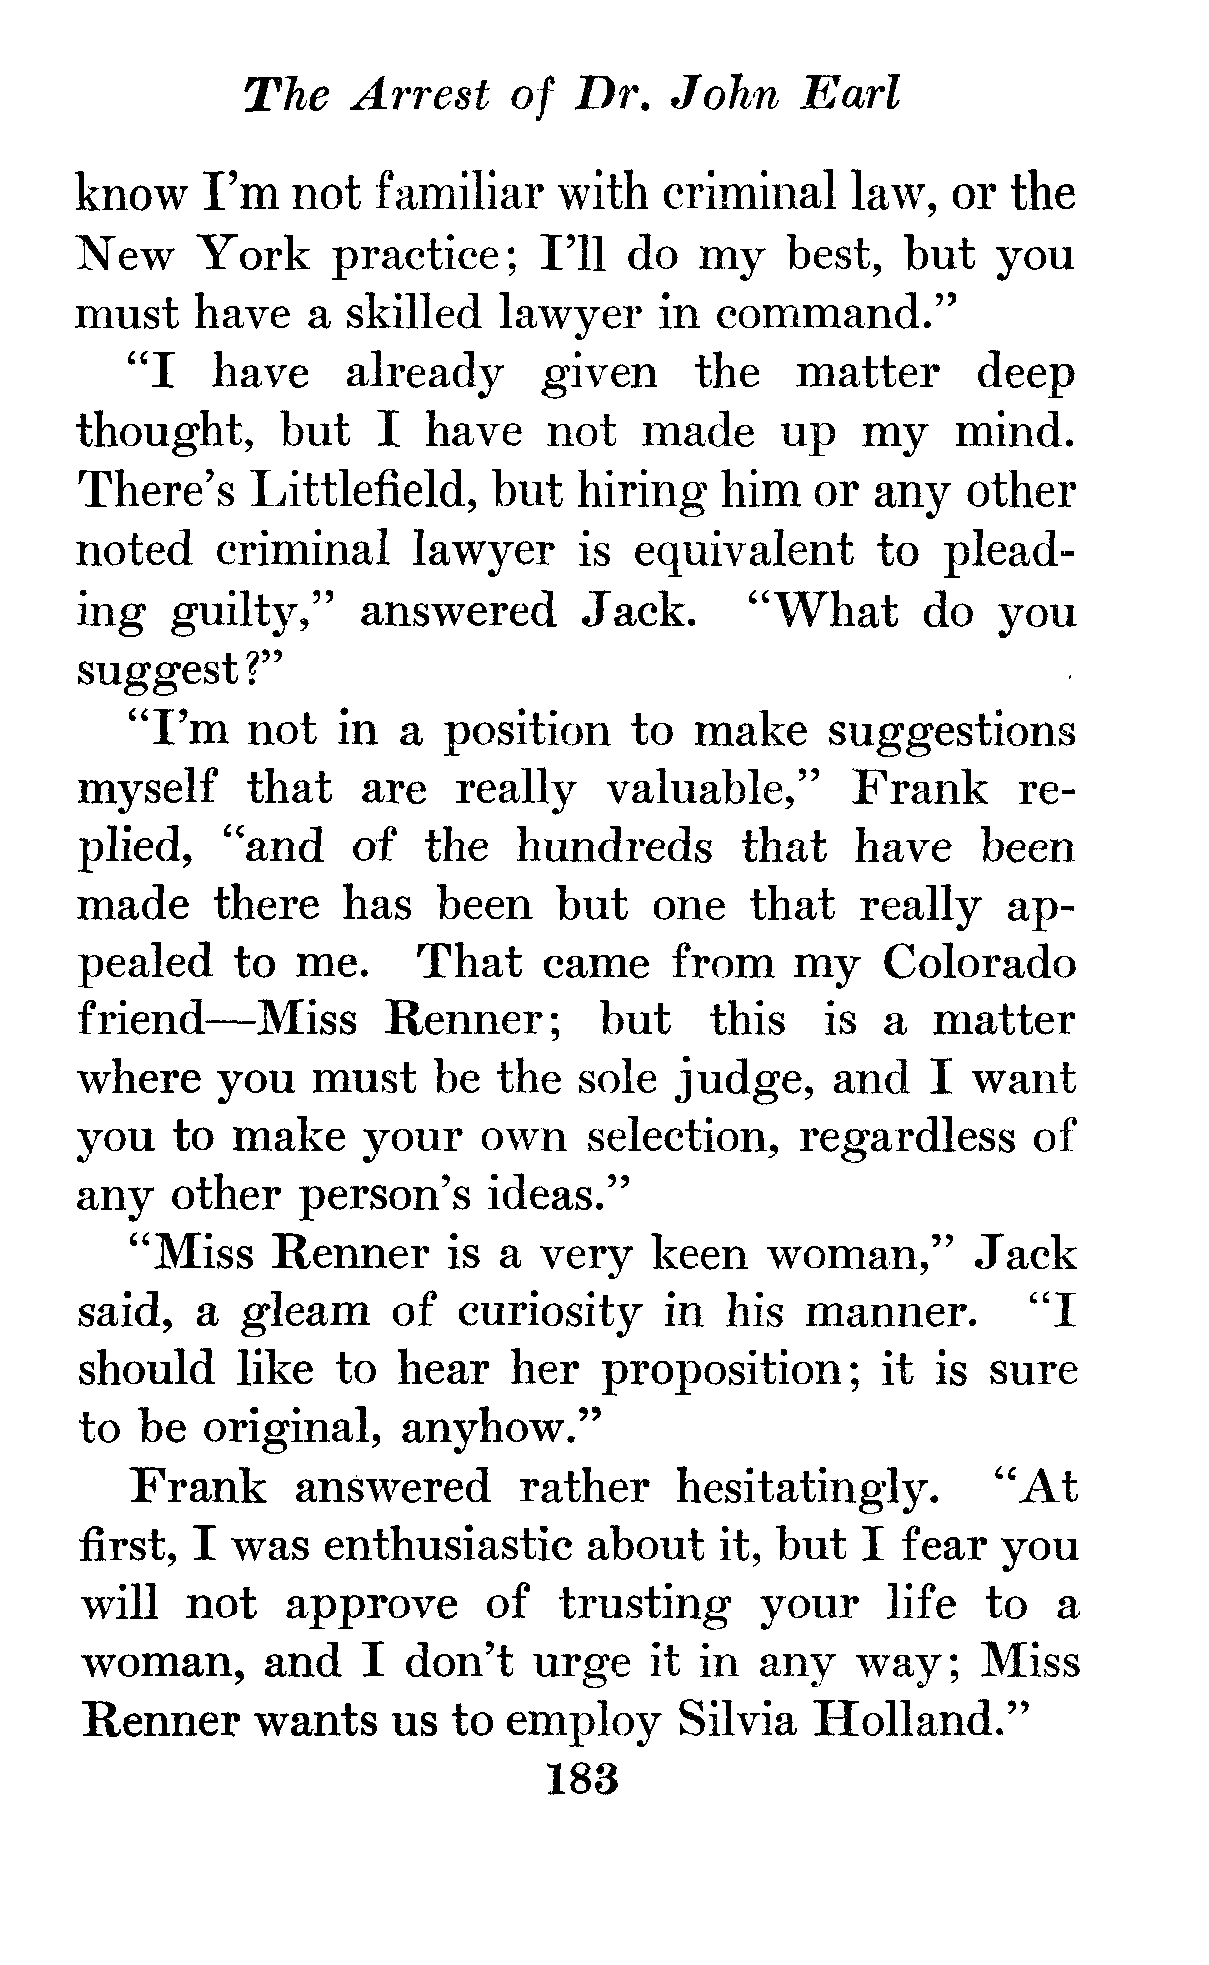 The Arrest of Dr. John Earl
know I'm not familiar with criminal law, or the
New York practice; I'll do my best, but you
must have a skilled lawyer in command."
"I have already given the matter deep
thought, but I have not made up my mind.
There's Littlefield, but hiring him or any other
noted criminal lawyer is equivalent to plead-
ing guilty," answered Jack. "What do you
suggest?"
"I'm not in a position to make suggestions
myself that are really valuable," Frank re-
plied, "and of the hundreds that have been
made there has been but one that really ap-
pealed to me. That came from my Colorado
friend—Miss Renner; but this is a matter
where you must be the sole judge, and I want
you to make your own selection, regardless of
any other person's ideas."
"Miss Renner is a very keen woman," Jack
said, a gleam of curiosity in his manner. "I
should like to hear her proposition; it is sure
to be original, anyhow."
Frank answered rather hesitatingly. "At
first, I was enthusiastic about it, but I fear you
will not approve of trusting your life to a
woman, and I don't urge it in any way; Miss
Renner wants us to employ Silvia Holland."
183